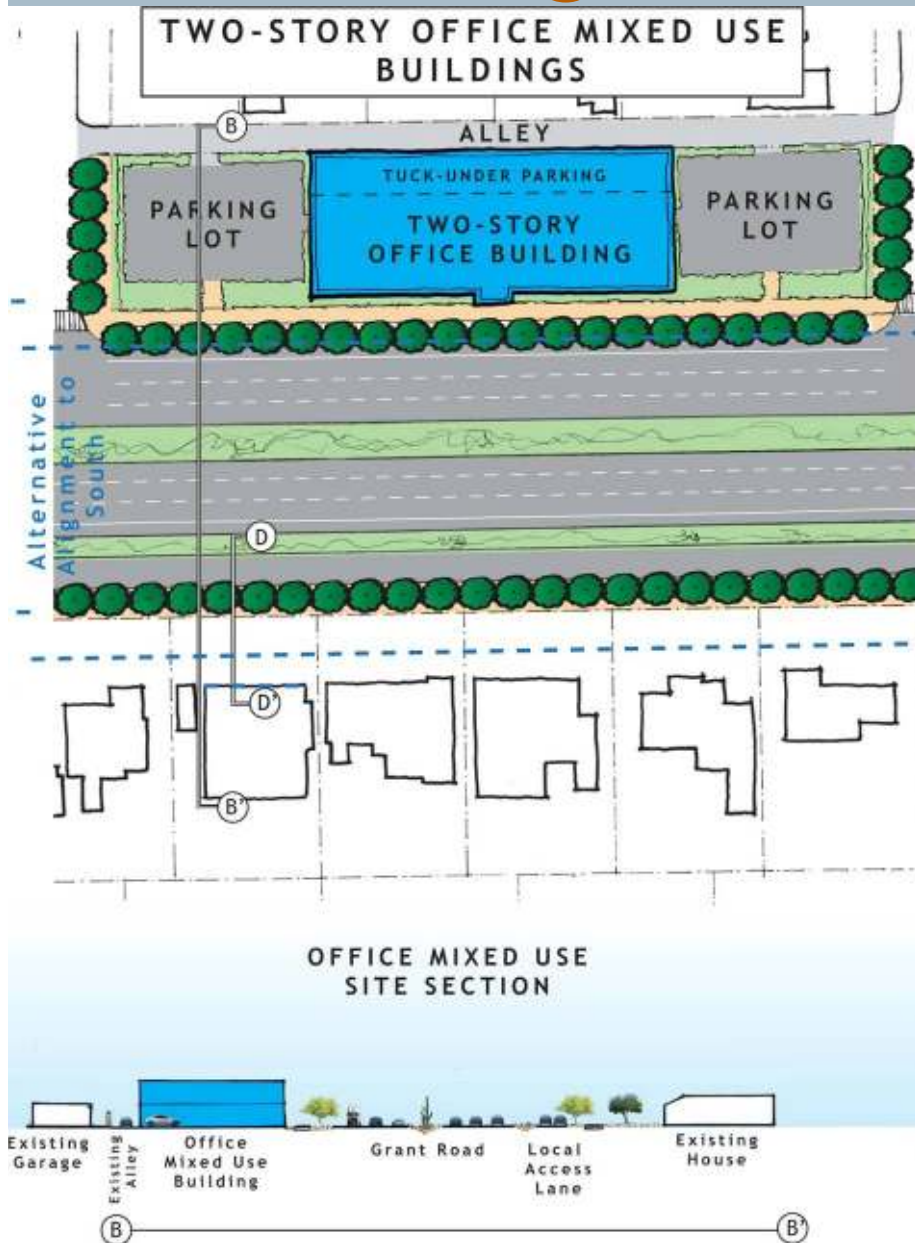 TWO-STORY OFFICE MIXED USE
BUILDINGS
B
ALLEY
TUCK-UNDER PARKING
PARKING
LOT
TWO-STORY
OFFICE BUILDING
PARKING
LOT
Alternative
Alignment to
South
D
D'
B'
OFFICE MIXED USE
SITE SECTION
Existing
Garage
Existing
Alley
Office
Mixed Use
Building
Grant Road
Local
Access
Lane
Existing
House
B
B'